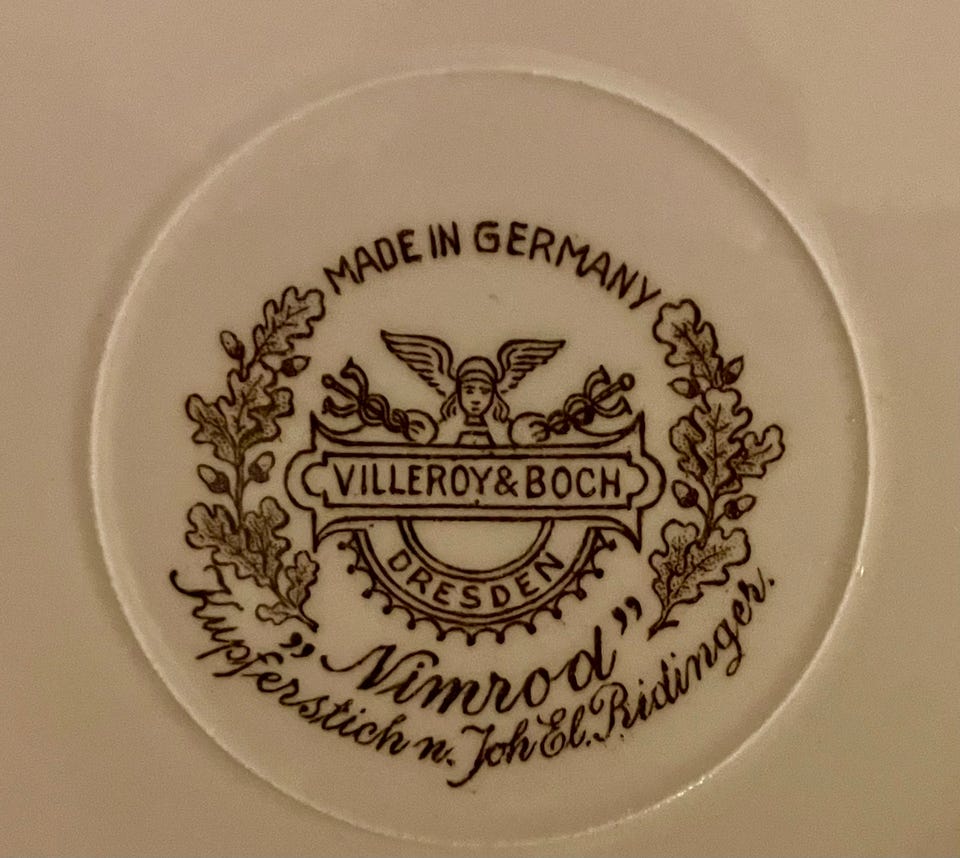 MADE IN GERMANY
VILLEROY & BOCH
DRESDEN
„Nimrod”
Kupferstich n. Joh El. Ridinger.